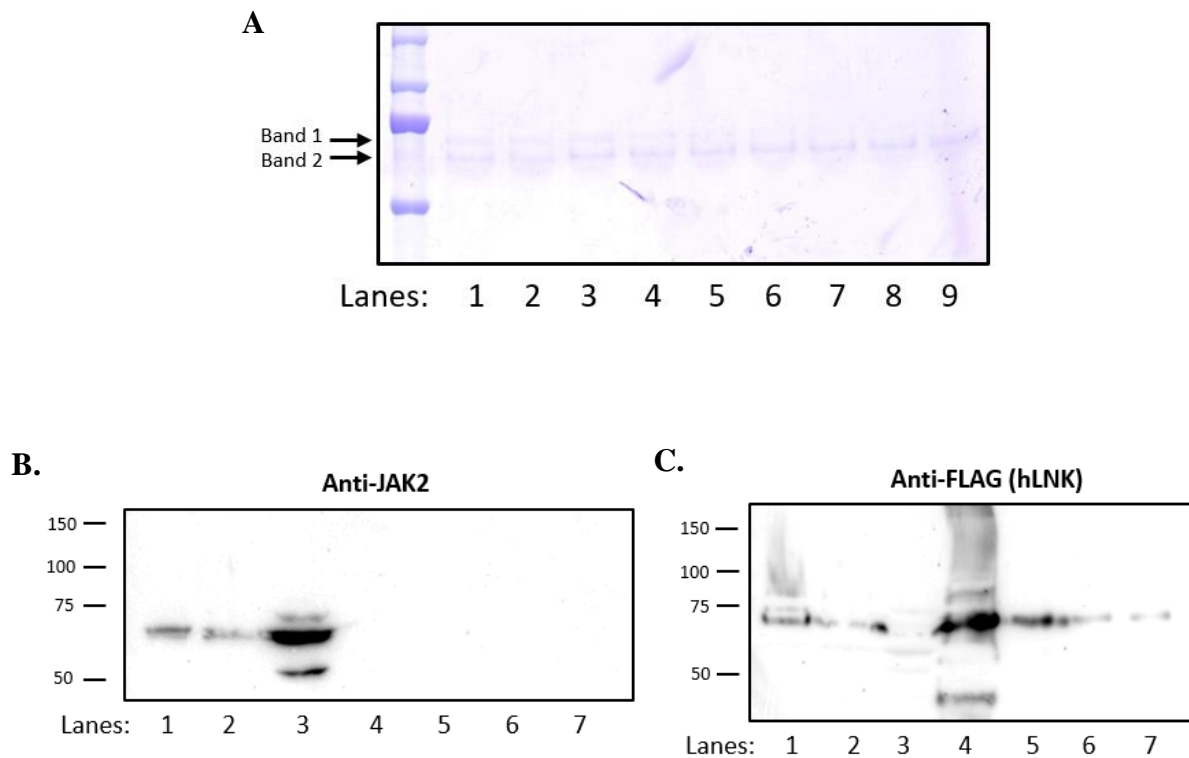 A
Band 1
Band 2
Lanes: 1 2 3 4 5 6 7 8 9
B.
Anti-JAK2
150
100
75
50
Lanes: 1 2 3 4 5 6 7
C.
Anti-FLAG (hLNK)
150
100
75
50
Lanes: 1 2 3 4 5 6 7